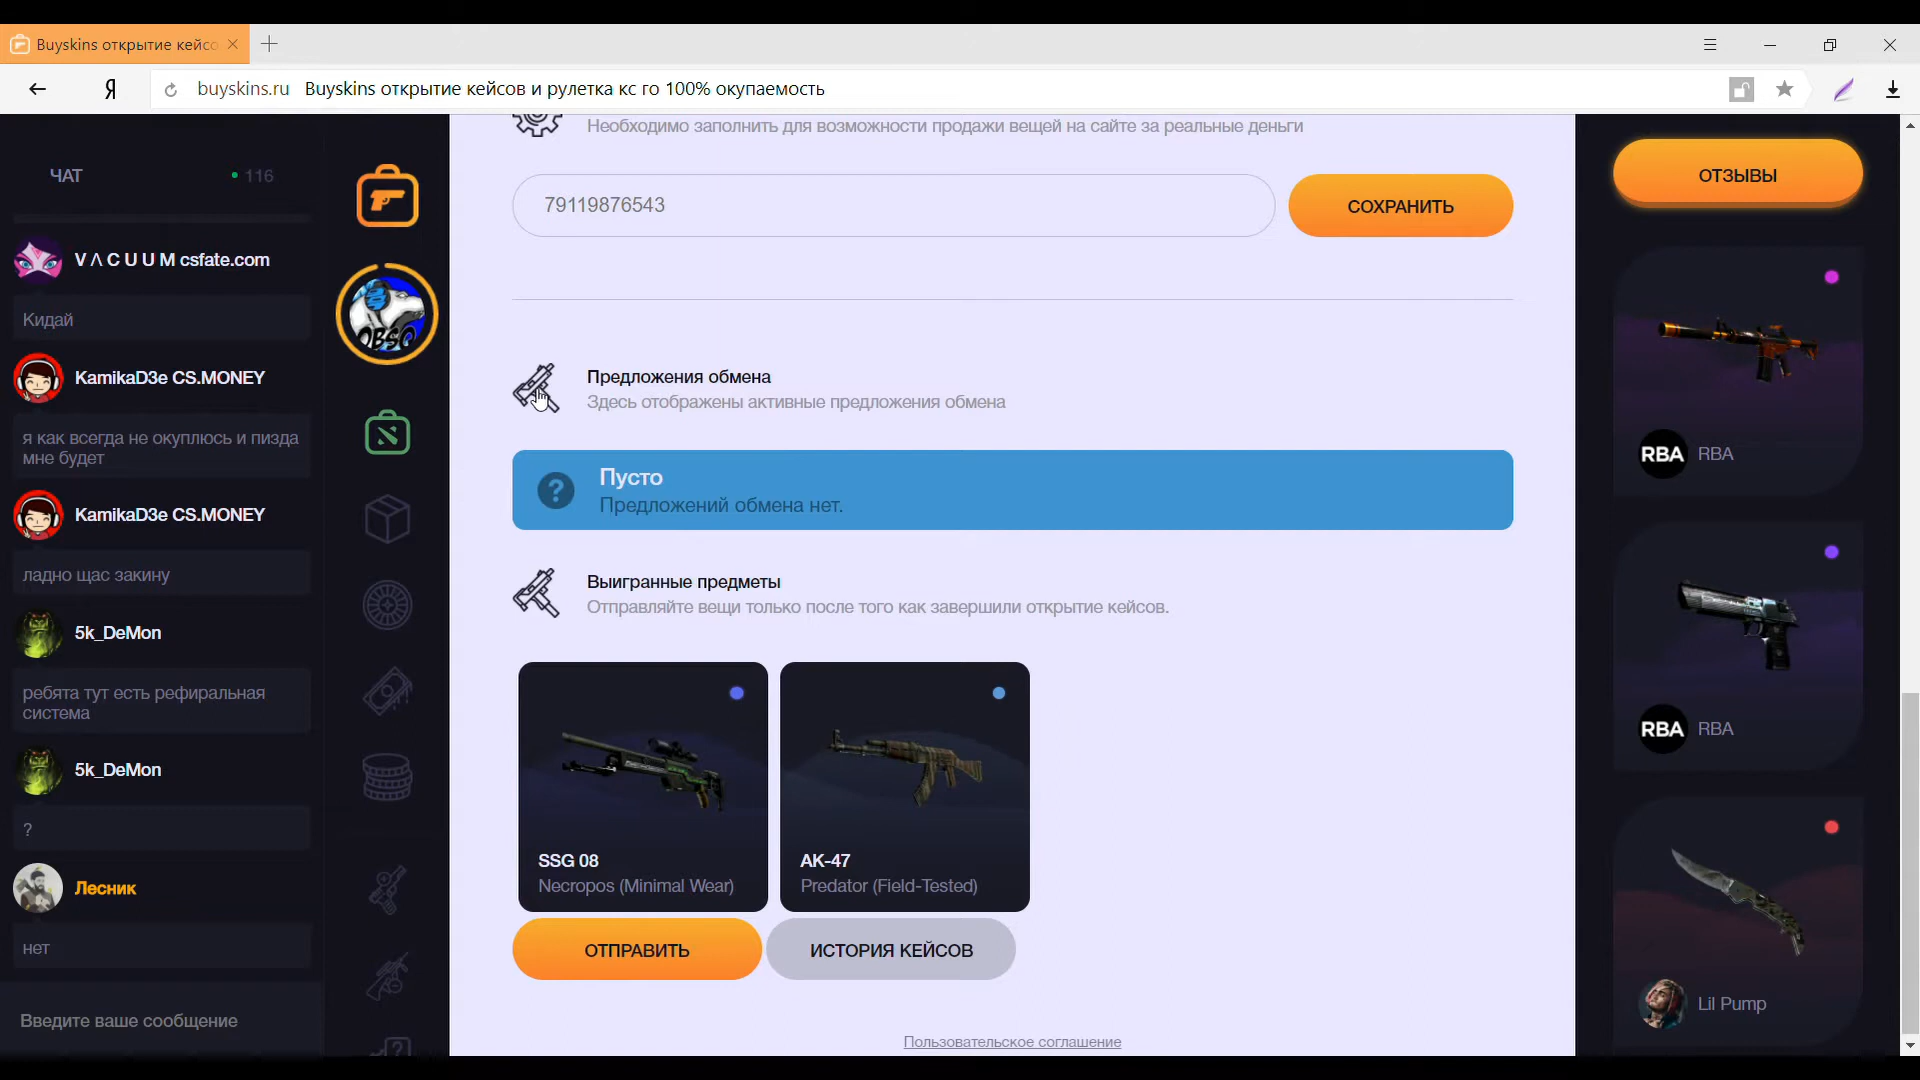 Buyskins открытие кейсо
Я
buyskins.ru Buyskins открытие кейсов и рулетка кс го 100% окупаемость
ЧАТ 116
V Λ C U U M csfate.com
Кидай
KamikaD3e CS.MONEY
я как всегда не окуплюсь и пизда
мне будет
KamikaD3e CS.MONEY
ладно щас закину
5k_DeMon
ребята тут есть рефиральная
система
5k_DeMon
?
Лесник
нет
Введите ваше сообщение
OBSO
Необходимо заполнить для возможности продажи вещей на сайте за реальные деньги
79119876543
СОХРАНИТЬ
Предложения обмена
Здесь отображены активные предложения обмена
?
Пусто
Предложений обмена нет.
Выигранные предметы
Отправляйте вещи только после того как завершили открытие кейсов.
SSG 08
Necropos (Minimal Wear)
AK-47
Predator (Field-Tested)
ОТПРАВИТЬ
ИСТОРИЯ КЕЙСОВ
Пользовательское соглашение
ОТЗЫВЫ
RBA RBA
RBA RBA
Lil Pump